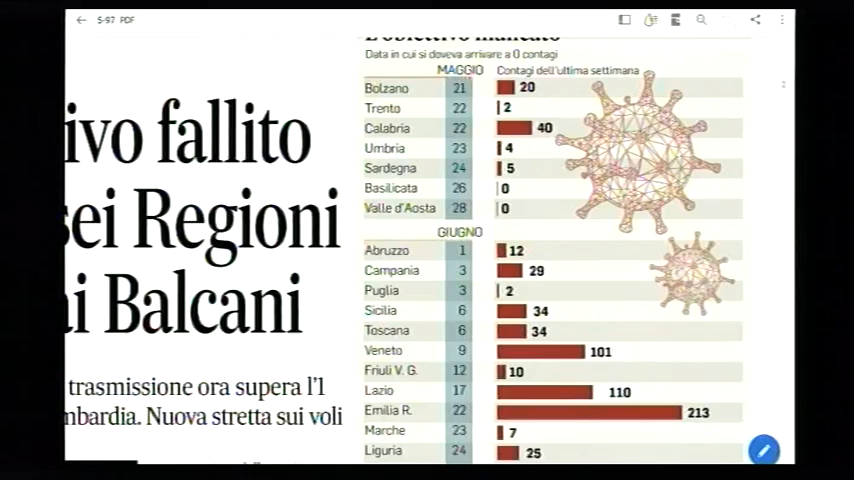 5-97 PDF
L'obiettivo mancato
Data in cui si doveva arrivare a 0 contagi
MAGGIO Contagi dell'ultima settimana
Bolzano 21 20
Trento 22 2
Calabria 22 40
Umbria 23 4
Sardegna 24 5
Basilicata 26 0
Valle d'Aosta 28 0
GIUGNO
Abruzzo 1 12
Campania 3 29
Puglia 3 2
Sicilia 6 34
Toscana 6 34
Veneto 9 101
Friuli V. G. 12 10
Lazio 17 110
Emilia R. 22 213
Marche 23 7
Liguria 24 25
ivo fallito
sei Regioni
ai Balcani
trasmissione ora supera l'1
mbardia. Nuova stretta sui voli